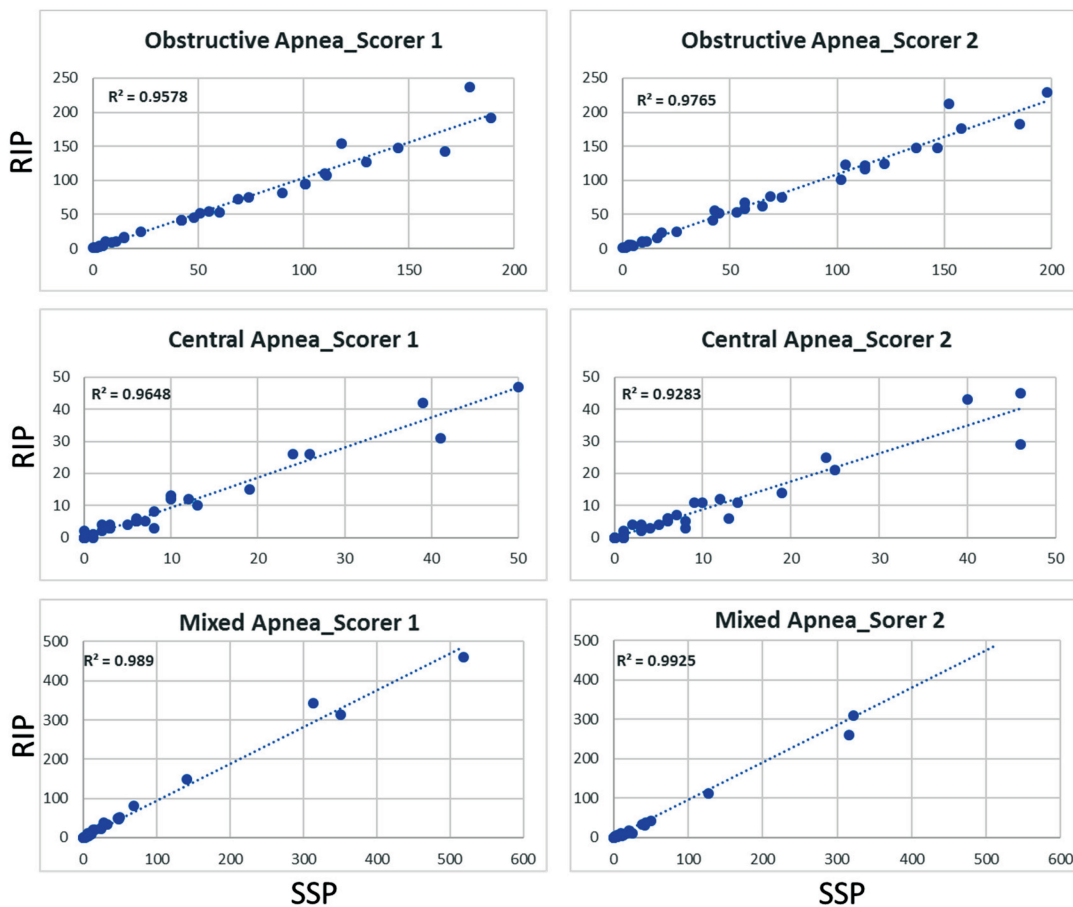 Obstructive Apnea_Scorer 1
R² = 0.9578
RIP
250
200
150
100
50
0
0 50 100 150 200
Obstructive Apnea_Scorer 2
R² = 0.9765
250
200
150
100
50
0
0 50 100 150 200
Central Apnea_Scorer 1
R² = 0.9648
RIP
50
40
30
20
10
0
0 10 20 30 40 50
Central Apnea_Scorer 2
R² = 0.9283
50
40
30
20
10
0
0 10 20 30 40 50
Mixed Apnea_Scorer 1
R² = 0.989
RIP
500
400
300
200
100
0
0 100 200 300 400 500 600
SSP
Mixed Apnea_Sorer 2
R² = 0.9925
500
400
300
200
100
0
0 100 200 300 400 500 600
SSP